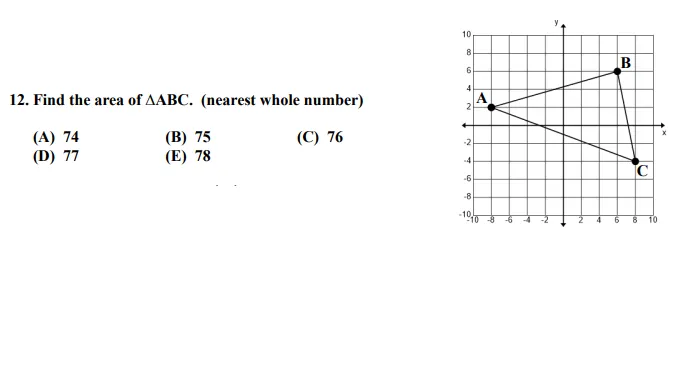 12. Find the area of ΔABC. (nearest whole number)
(A) 74 (B) 75 (C) 76
(D) 77 (E) 78
y
10
8
6
4
2
-2
-4
-6
-8
-10
-10 -8 -6 -4 -2 2 4 6 8 10
x
A
B
C